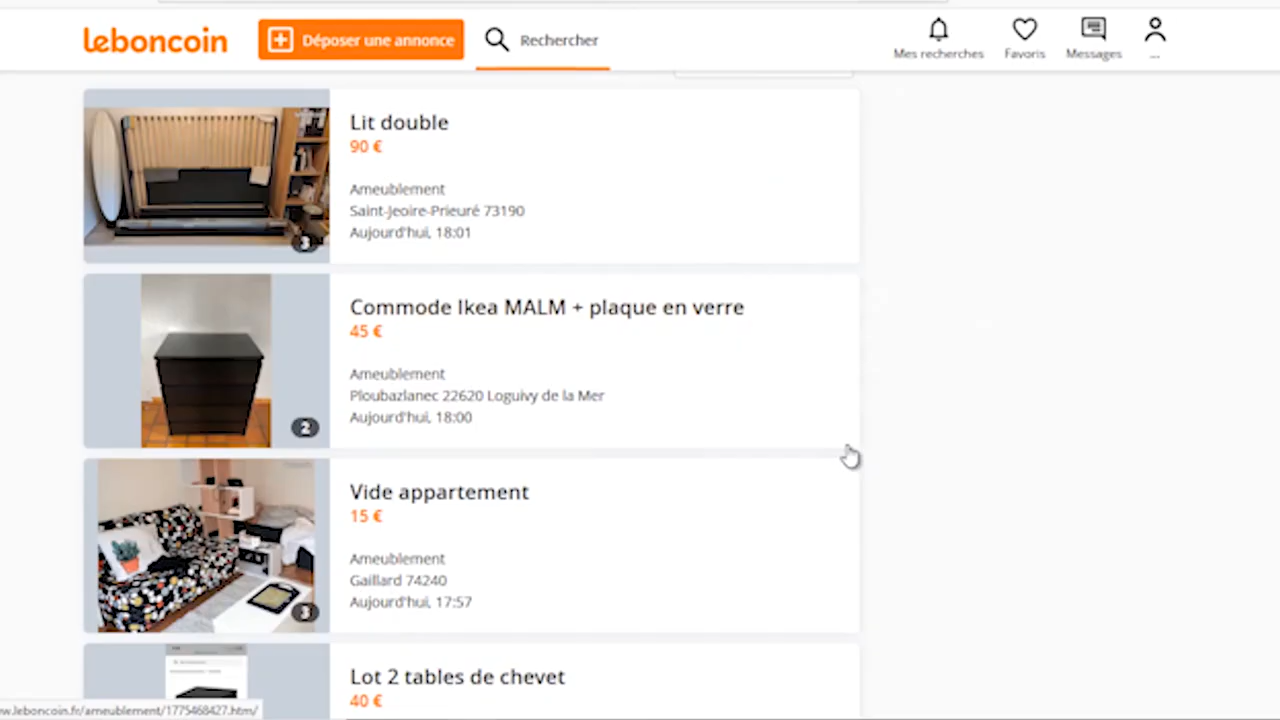 leboncoin
Déposer une annonce
Rechercher
Mes recherches
Favoris
Messages
...
Lit double
90 €
Ameublement
Saint-Jeoire-Prieuré 73190
Aujourd'hui, 18:01
3
Commode Ikea MALM + plaque en verre
45 €
Ameublement
Ploubazlanec 22620 Loguivy de la Mer
Aujourd'hui, 18:00
2
Vide appartement
15 €
Ameublement
Gaillard 74240
Aujourd'hui, 17:57
3
Lot 2 tables de chevet
40 €
w.leboncoin.fr/ameublement/1775468427.htm/